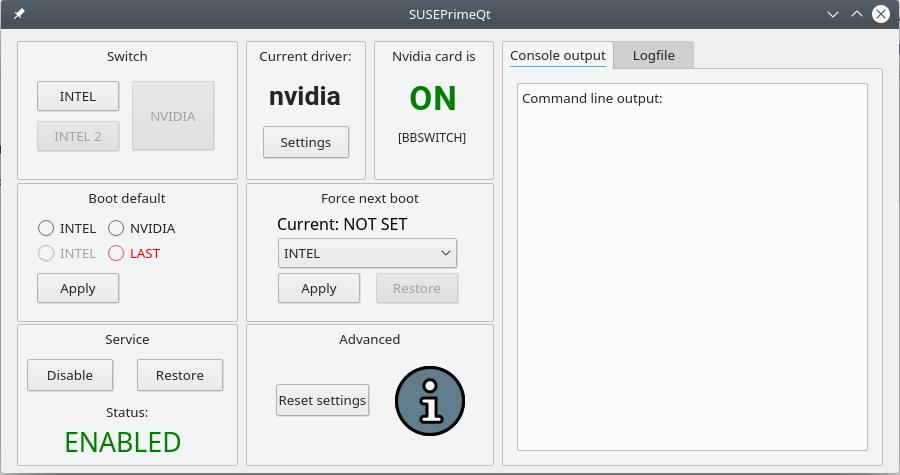 SUSEPrimeQt
Switch
INTEL
INTEL 2
NVIDIA
Current driver:
nvidia
Settings
Nvidia card is
ON
[BBSWITCH]
Boot default
INTEL
NVIDIA
INTEL
LAST
Apply
Force next boot
Current: NOT SET
INTEL
Apply
Restore
Service
Disable
Restore
Status:
ENABLED
Advanced
Reset settings
Console output
Logfile
Command line output: